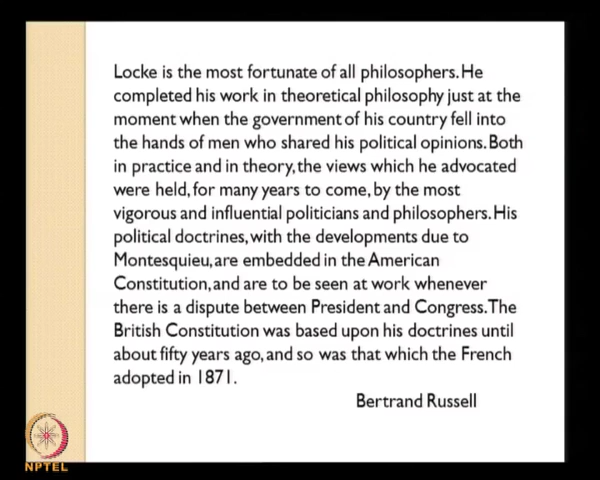 Locke is the most fortunate of all philosophers. He
completed his work in theoretical philosophy just at the
moment when the government of his country fell into
the hands of men who shared his political opinions. Both
in practice and in theory, the views which he advocated
were held, for many years to come, by the most
vigorous and influential politicians and philosophers. His
political doctrines, with the developments due to
Montesquieu, are embedded in the American
Constitution, and are to be seen at work whenever
there is a dispute between President and Congress. The
British Constitution was based upon his doctrines until
about fifty years ago, and so was that which the French
adopted in 1871.
Bertrand Russell
NPTEL